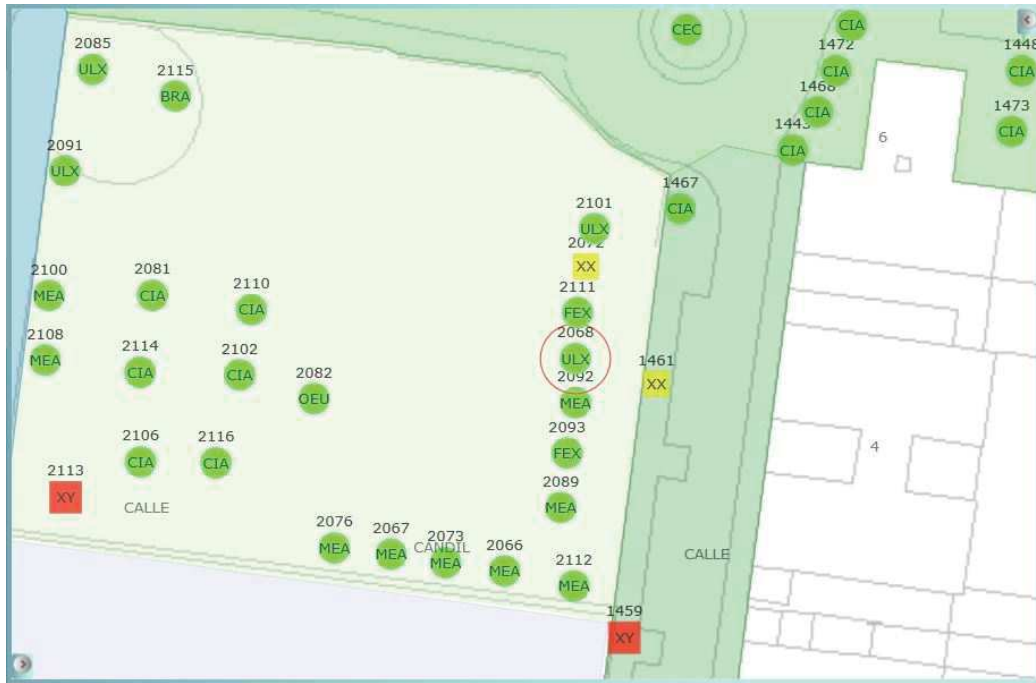 CIA
CEC
2085
ULX
1472
CIA
1448
CIA
2115
BRA
1468
CIA
1473
CIA
1443
CIA
6
2091
ULX
1467
CIA
2101
ULX
2072
XX
2100
MEA
2081
CIA
2110
CIA
2111
FEX
2108
MEA
2114
CIA
2102
CIA
2068
ULX
1461
XX
2082
OEU
2092
MEA
2106
CIA
2116
CIA
2093
FEX
4
2113
XY
CALLE
2089
MEA
2076
MEA
2067
MEA
2073
CANDIL
MEA
2066
MEA
2112
MEA
CALLE
1459
XY